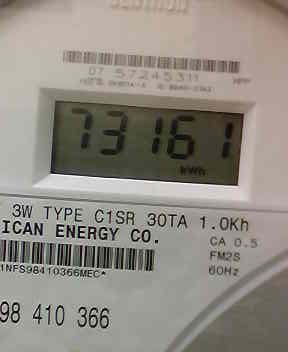 07 57245311
73161
kWh
3W TYPE C1SR 30TA 1.0Kh
ICAN ENERGY CO.
CA 0.5
FM2S
60Hz
1NFS98410366MEC*
98 410 366